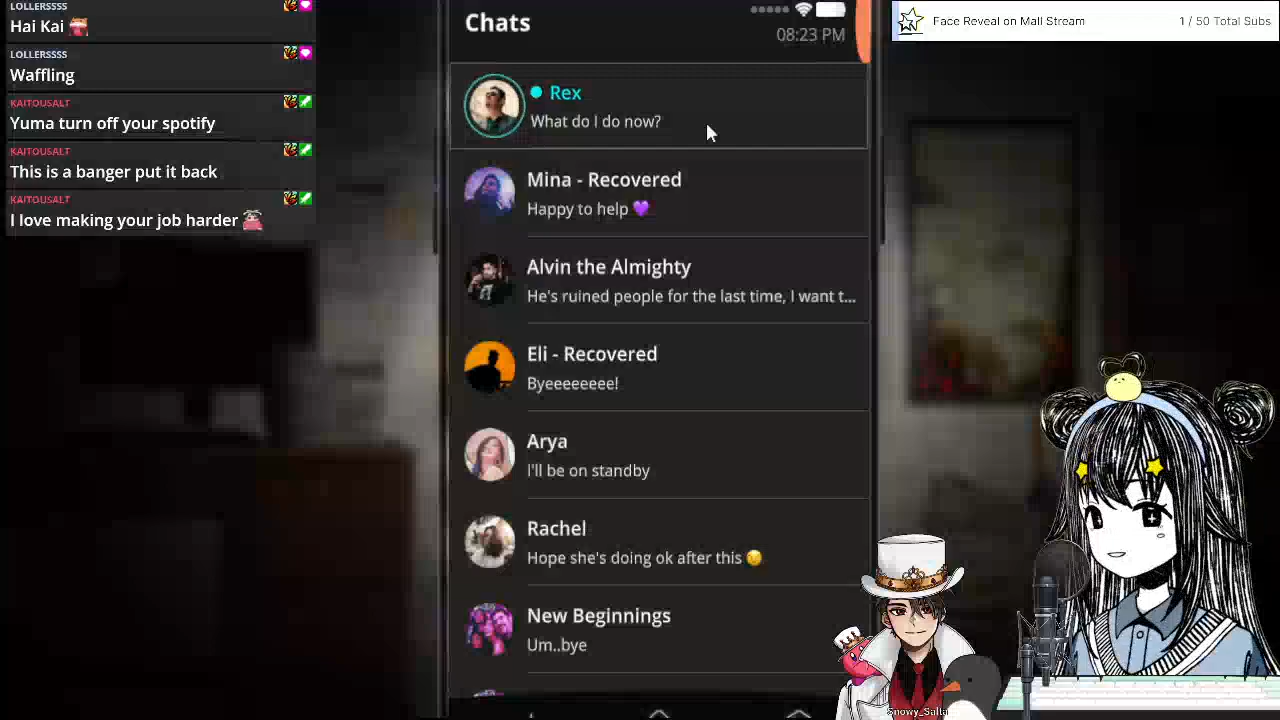 LOLLERSSSS
Hai Kai
LOLLERSSSS
Waffling
KAITOUSALT
Yuma turn off your spotify
KAITOUSALT
This is a banger put it back
KAITOUSALT
I love making your job harder
Chats
08:23 PM
Rex
What do I do now?
Mina - Recovered
Happy to help 💜
Alvin the Almighty
He's ruined people for the last time, I want t...
Eli - Recovered
Byeeeeeeee!
Arya
I'll be on standby
Rachel
Hope she's doing ok after this 😉
New Beginnings
Um..bye
Face Reveal on Mall Stream
1 / 50 Total Subs